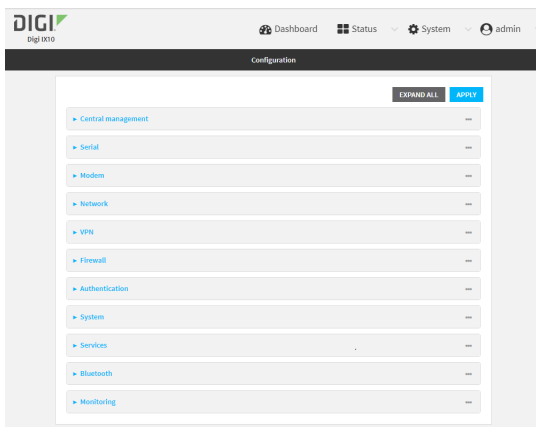 DIGI
Digi IX10
Dashboard
Status
System
admin
Configuration
EXPAND ALL
APPLY
Central management
Serial
Modem
Network
VPN
Firewall
Authentication
System
Services
Bluetooth
Monitoring